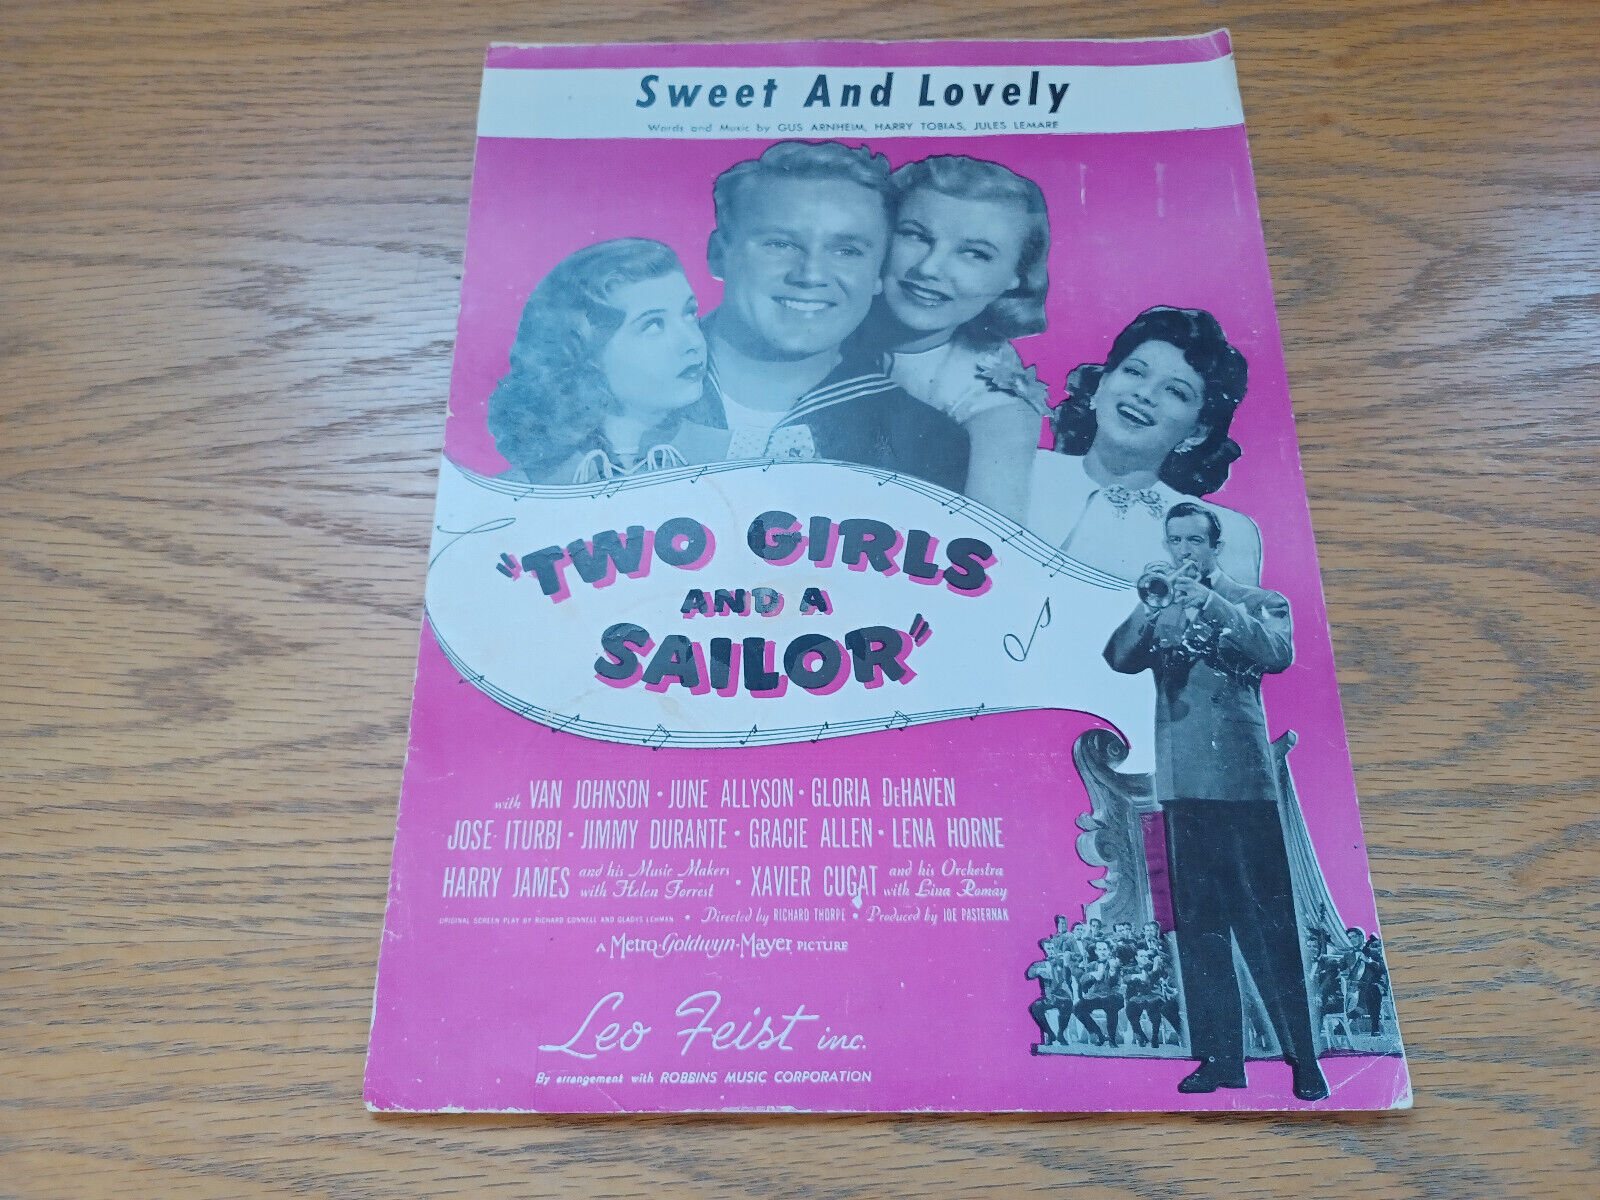 Sweet And Lovely
Words and Music by GUS ARNHEIM, HARRY TOBIAS, JULES LEMARE
"TWO GIRLS
AND A
SAILOR"
with VAN JOHNSON · JUNE ALLYSON · GLORIA DeHAVEN
JOSE ITURBI · JIMMY DURANTE · GRACIE ALLEN · LENA HORNE
HARRY JAMES and his Music Makers with Helen Forrest · XAVIER CUGAT and his Orchestra with Lina Romay
ORIGINAL SCREEN PLAY BY RICHARD CONNELL AND GLADYS LEHMAN · Directed by RICHARD THORPE · Produced by JOE PASTERNAK
A Metro-Goldwyn-Mayer PICTURE
Leo Feist inc.
By arrangement with ROBBINS MUSIC CORPORATION